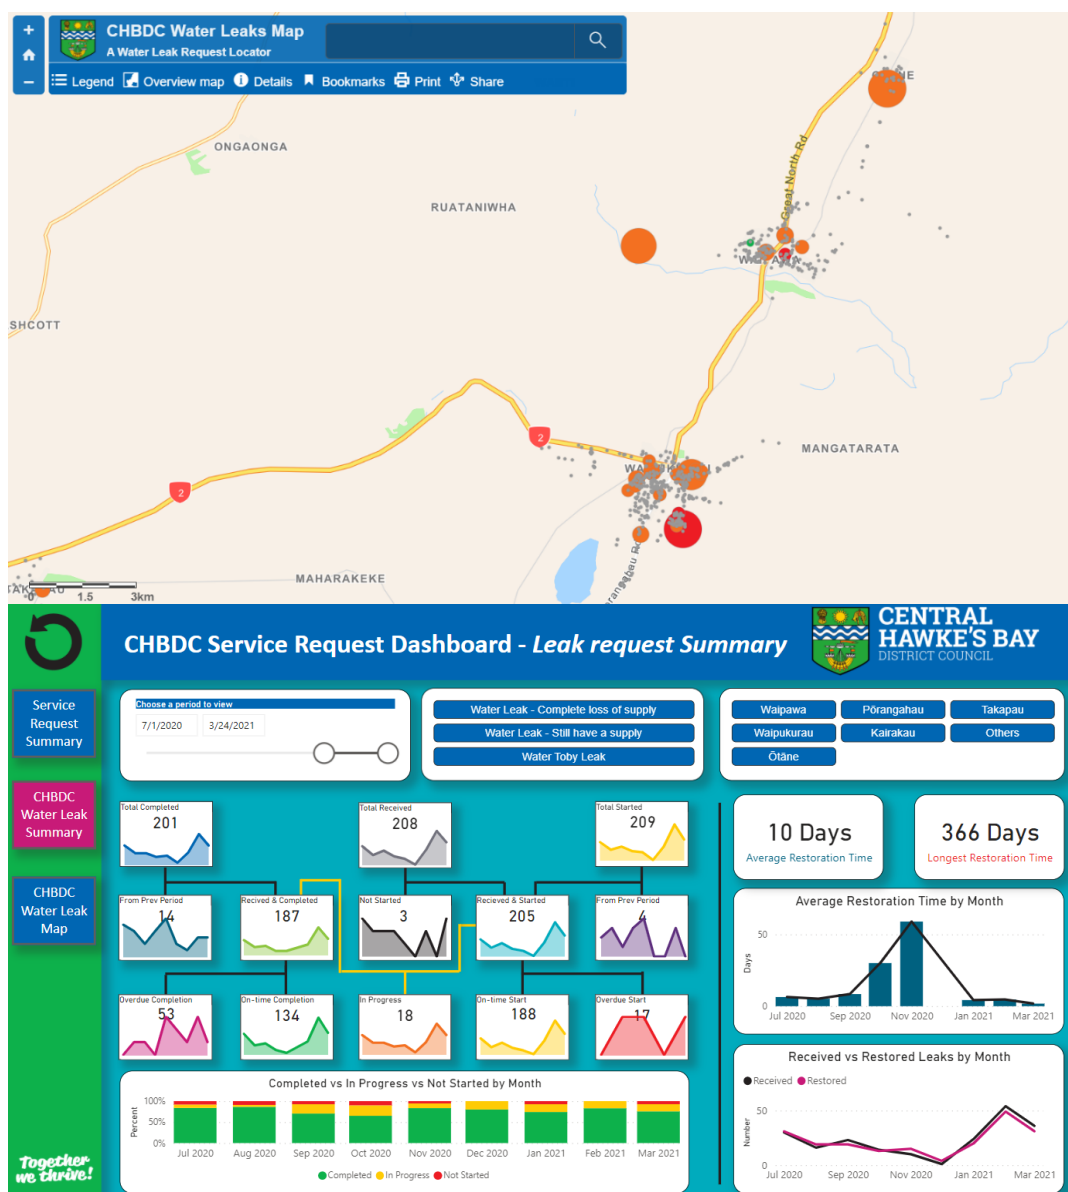 +
CHBDC Water Leaks Map
A Water Leak Request Locator
−
Legend Overview map Details Bookmarks Print Share
ONGAONGA
RUATANIWHA
Great North Rd
SHCOTT
2
MANGATARATA
2
MAHARAKEKE
0 1.5 3km
CHBDC Service Request Dashboard - Leak request Summary
CENTRAL
HAWKE'S BAY
DISTRICT COUNCIL
Service
Request
Summary
CHBDC
Water Leak
Summary
CHBDC
Water Leak
Map
Together
we thrive!
Choose a period to view
7/1/2020 3/24/2021
Water Leak - Complete loss of supply
Water Leak - Still have a supply
Water Toby Leak
Waipawa Pōrangahau Takapau
Waipukurau Kairakau Others
Ōtāne
Total Completed
201
Total Received
208
Total Started
209
From Prev Period
14
Recived & Completed
187
Not Started
3
Recieved & Started
205
From Prev Period
4
Overdue Completion
53
On-time Completion
134
In Progress
18
On-time Start
188
Overdue Start
17
10 Days
Average Restoration Time
366 Days
Longest Restoration Time
Average Restoration Time by Month
Days
50
0
Jul 2020 Sep 2020 Nov 2020 Jan 2021 Mar 2021
Completed vs In Progress vs Not Started by Month
Percent
100%
50%
0%
Jul 2020 Aug 2020 Sep 2020 Oct 2020 Nov 2020 Dec 2020 Jan 2021 Feb 2021 Mar 2021
Completed In Progress Not Started
Received vs Restored Leaks by Month
Received Restored
Number
50
0
Jul 2020 Sep 2020 Nov 2020 Jan 2021 Mar 2021